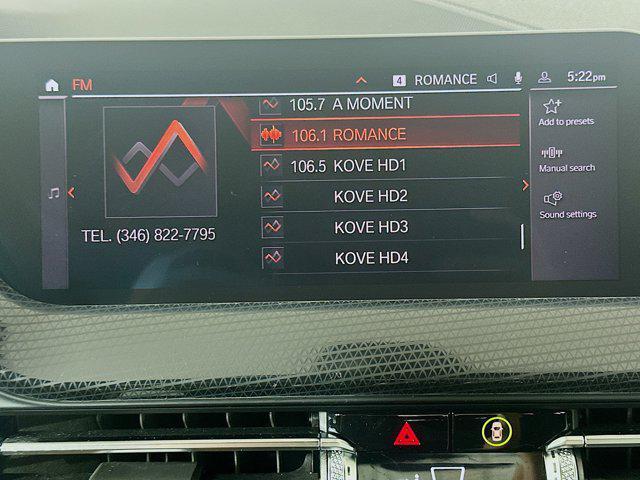 FM 4 ROMANCE 5:22pm
105.7 A MOMENT
106.1 ROMANCE
106.5 KOVE HD1
KOVE HD2
KOVE HD3
KOVE HD4
TEL. (346) 822-7795
Add to presets
Manual search
Sound settings